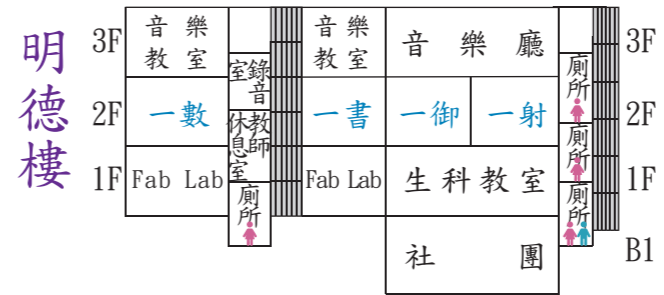 明德樓
3F 音樂教室 音樂教室 音樂廳 3F
錄音室
廁所
2F 一數 一書 一御 一射 2F
教師休息室
廁所
1F Fab Lab Fab Lab 生科教室 1F
廁所
廁所
社團 B1